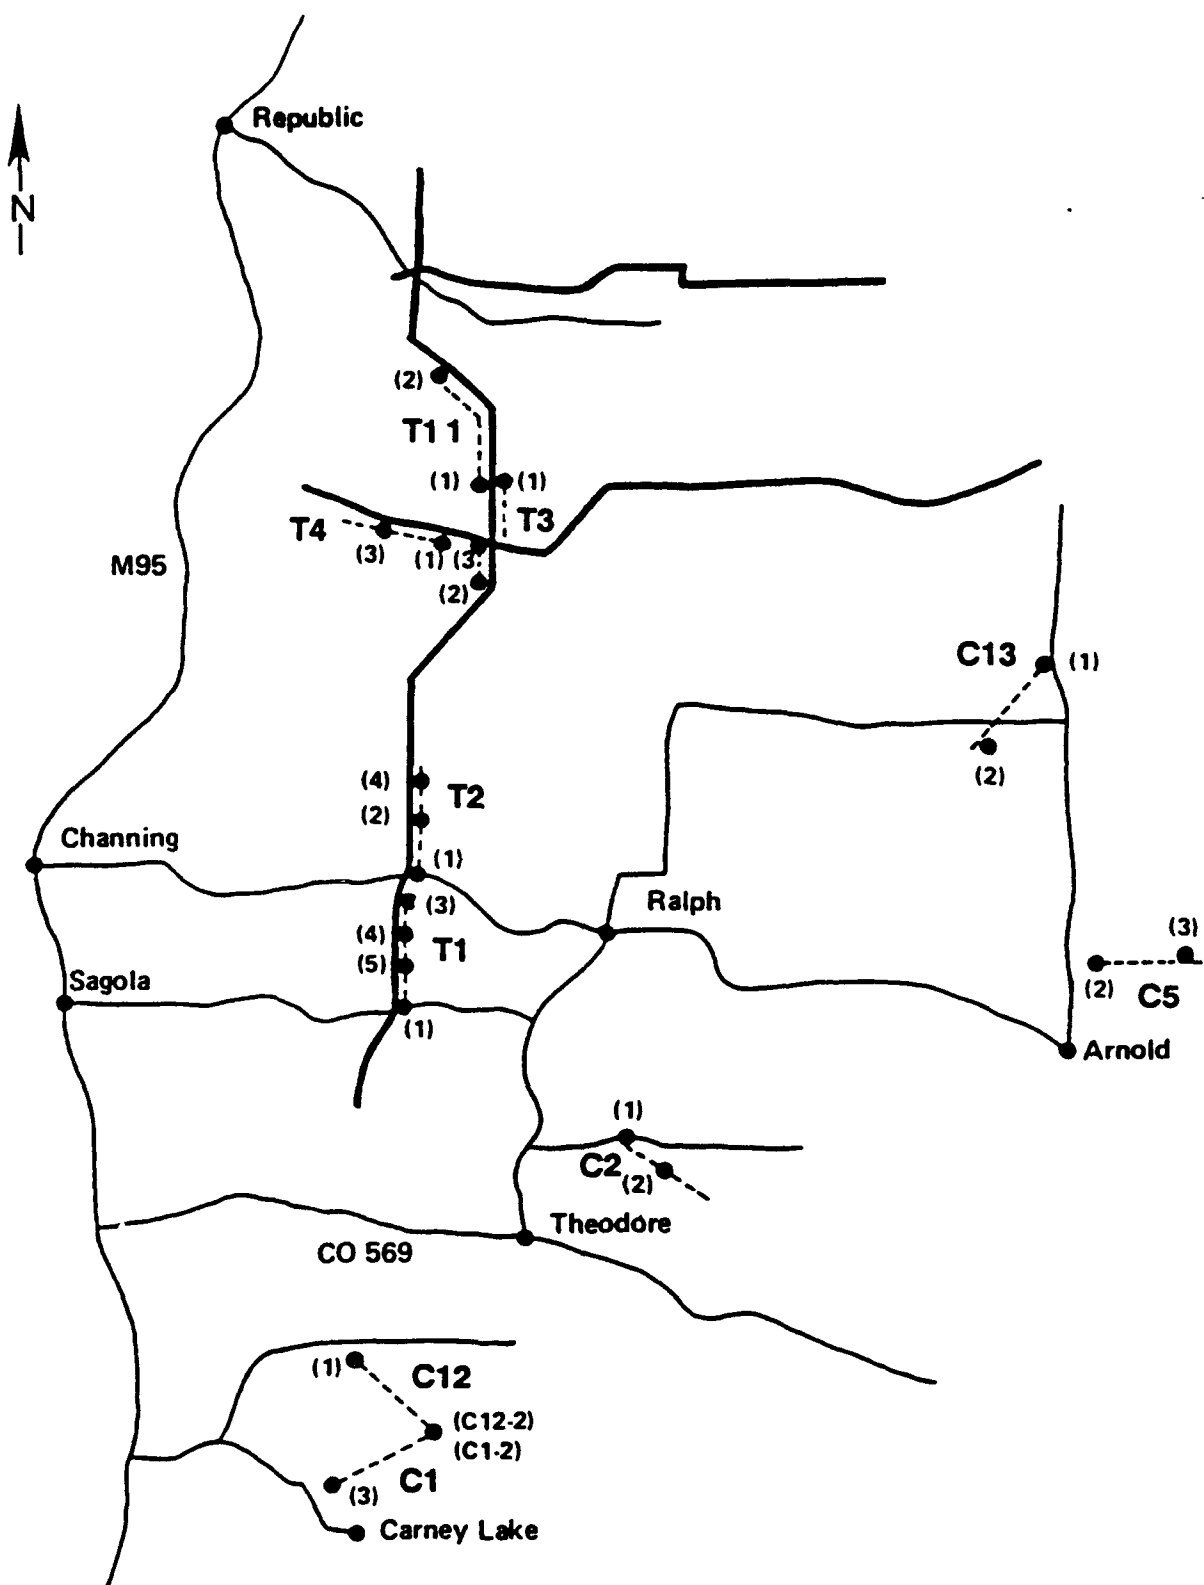 Republic
N
(2)
T11
(1)
(1)
T3
T4
(3)
(1)
(3
(2)
M95
C13
(1)
(2)
(4)
T2
(2)
Channing
(1)
Ralph
(3)
(4)
T1
(5)
(3)
Sagola
(2)
C5
(1)
Arnold
(1)
C2
(2)
Theodore
CO 569
(1)
C12
(C12-2)
(C1-2)
C1
(3)
Carney Lake